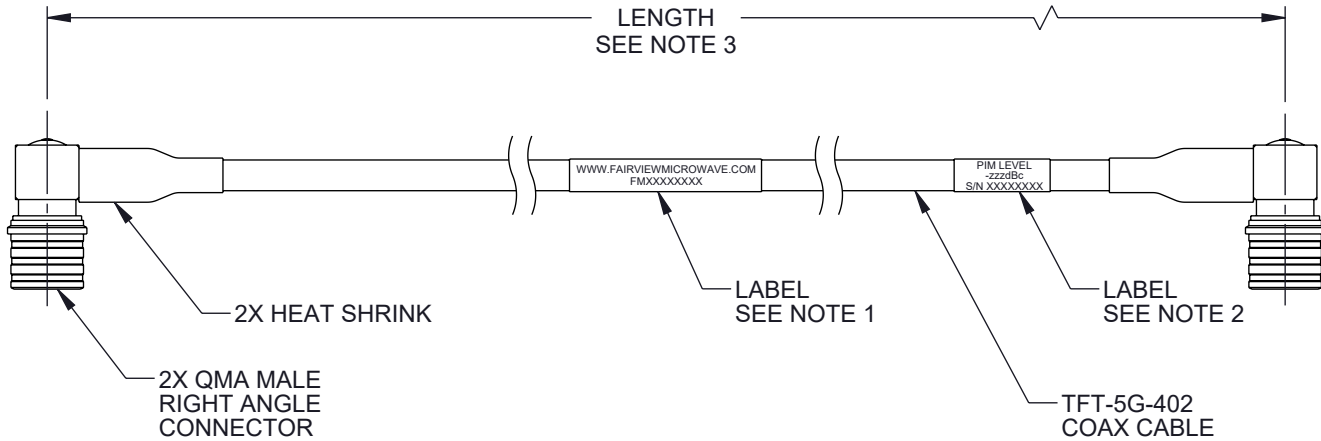 LENGTH
SEE NOTE 3
WWW.FAIRVIEWMICROWAVE.COM
FMXXXXXXXX
PIM LEVEL
-zzzdBc
S/N XXXXXXXX
2X HEAT SHRINK
LABEL
SEE NOTE 1
LABEL
SEE NOTE 2
2X QMA MALE
RIGHT ANGLE
CONNECTOR
TFT-5G-402
COAX CABLE